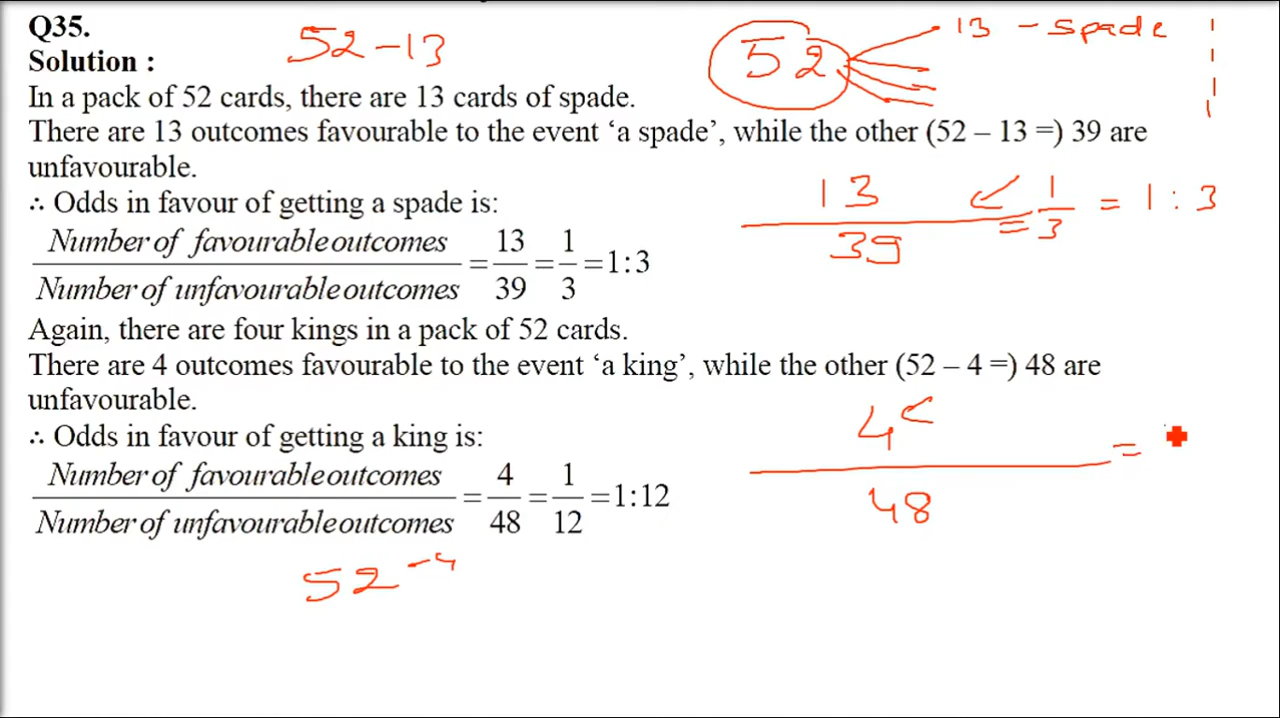 Q35.
52 - 13
52
13 - spade
Solution :
In a pack of 52 cards, there are 13 cards of spade.
There are 13 outcomes favourable to the event ‘a spade’, while the other (52 – 13 =) 39 are
unfavourable.
∴ Odds in favour of getting a spade is:
Number of favourable outcomes / Number of unfavourable outcomes = 13/39 = 1/3 = 1:3
13/39 = 1/3 = 1 : 3
Again, there are four kings in a pack of 52 cards.
There are 4 outcomes favourable to the event ‘a king’, while the other (52 – 4 =) 48 are
unfavourable.
∴ Odds in favour of getting a king is:
Number of favourable outcomes / Number of unfavourable outcomes = 4/48 = 1/12 = 1:12
4/48 =
52 - 4